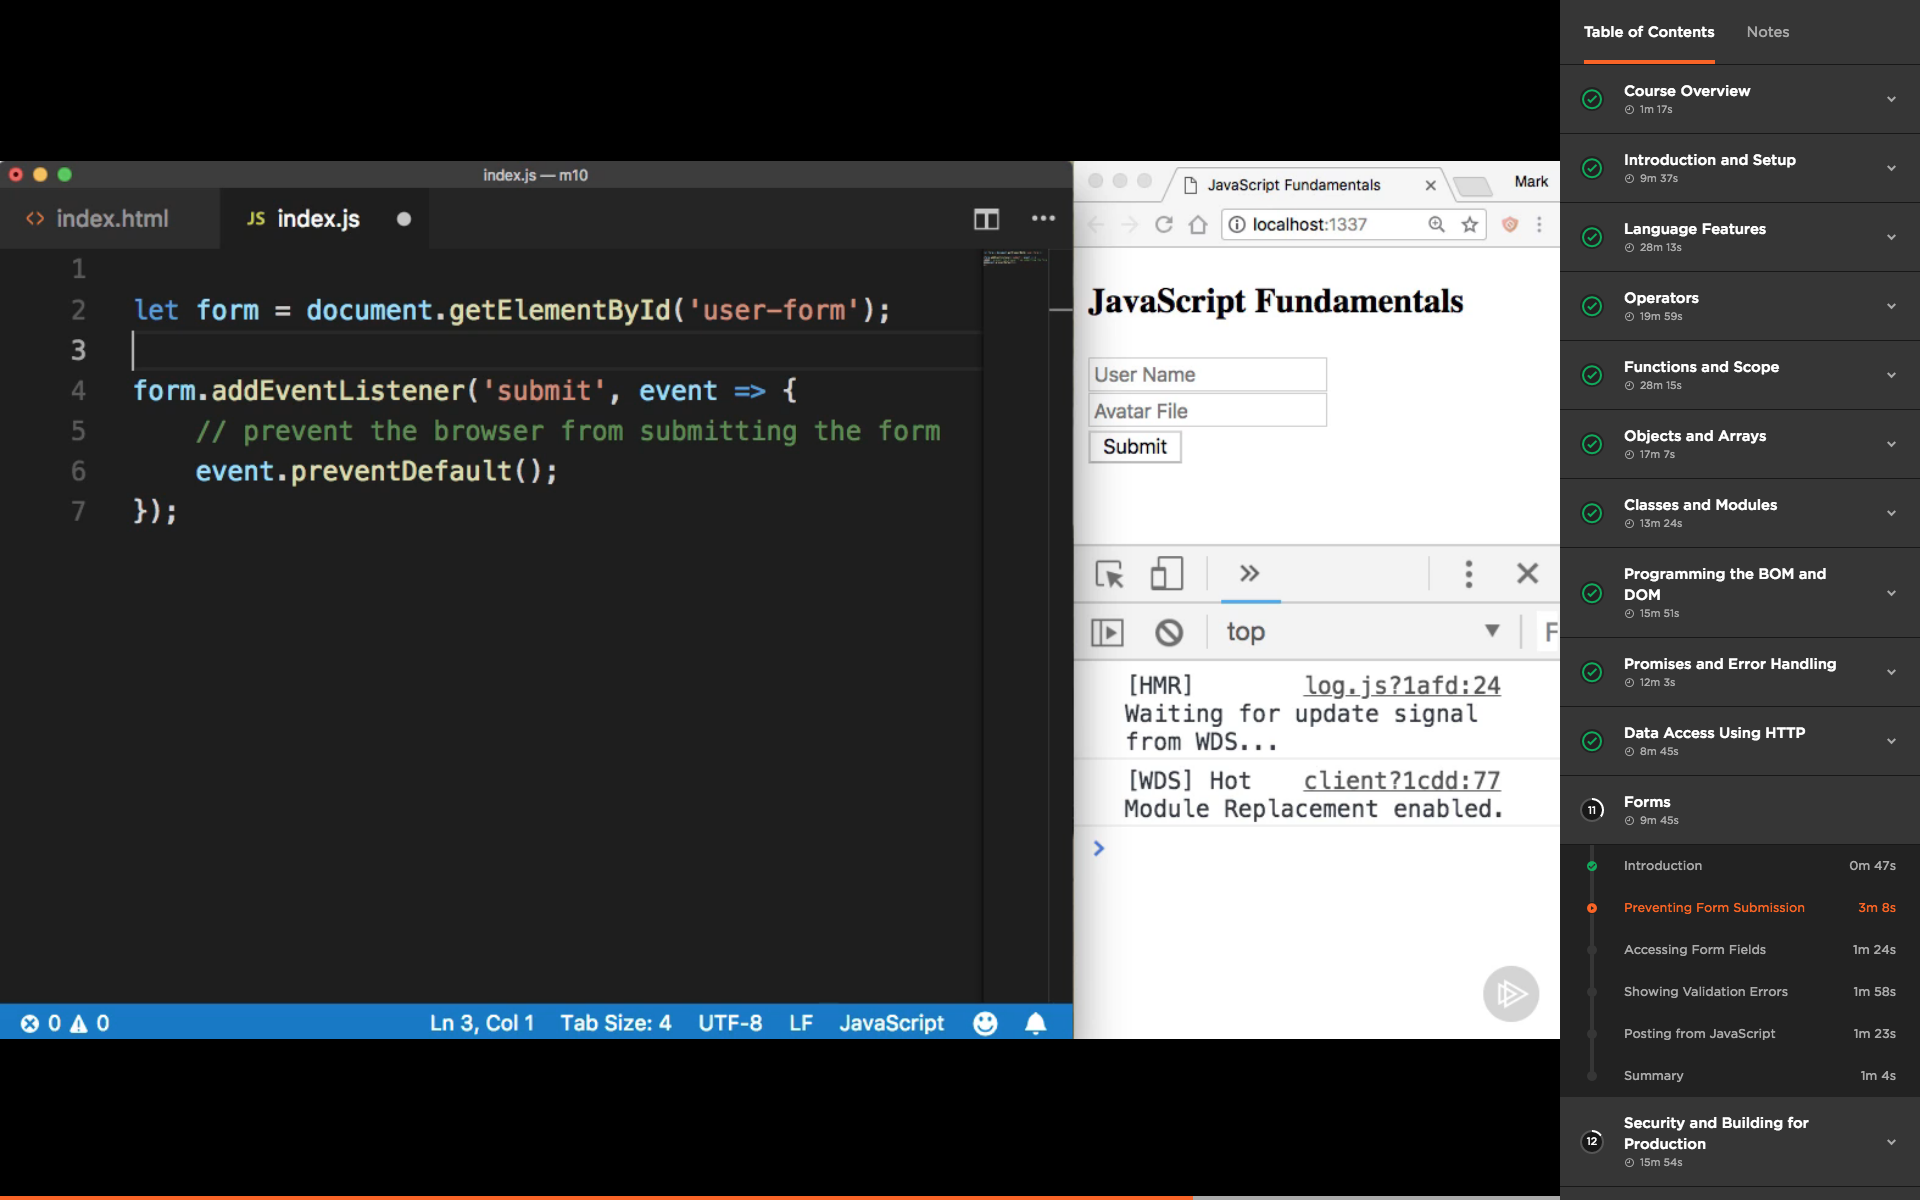 index.js — m10
<> index.html
JS index.js
1
2 let form = document.getElementById('user-form');
3
4 form.addEventListener('submit', event => {
5 // prevent the browser from submitting the form
6 event.preventDefault();
7 });
0 0
Ln 3, Col 1 Tab Size: 4 UTF-8 LF JavaScript
JavaScript Fundamentals
Mark
localhost:1337
JavaScript Fundamentals
User Name
Avatar File
Submit
top
F
[HMR] log.js?1afd:24
Waiting for update signal
from WDS...
[WDS] Hot client?1cdd:77
Module Replacement enabled.
>
Table of Contents Notes
Course Overview
1m 17s
Introduction and Setup
9m 37s
Language Features
28m 13s
Operators
19m 59s
Functions and Scope
28m 15s
Objects and Arrays
17m 7s
Classes and Modules
13m 24s
Programming the BOM and
DOM
15m 51s
Promises and Error Handling
12m 3s
Data Access Using HTTP
8m 45s
11 Forms
9m 45s
Introduction 0m 47s
Preventing Form Submission 3m 8s
Accessing Form Fields 1m 24s
Showing Validation Errors 1m 58s
Posting from JavaScript 1m 23s
Summary 1m 4s
12 Security and Building for
Production
15m 54s